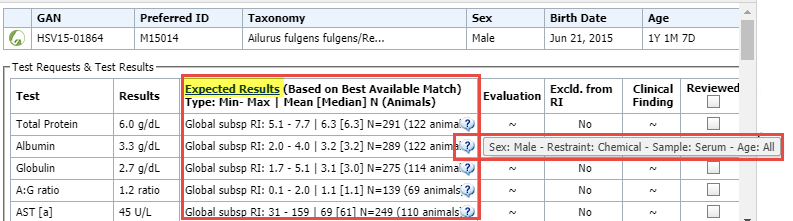 GAN Preferred ID Taxonomy Sex Birth Date Age
HSV15-01864 M15014 Ailurus fulgens fulgens/Re... Male Jun 21, 2015 1Y 1M 7D
Test Requests & Test Results
Test Results Expected Results (Based on Best Available Match) Type: Min- Max | Mean [Median] N (Animals) Evaluation Excld. from RI Clinical Finding Reviewed
Total Protein 6.0 g/dL Global subsp RI: 5.1 - 7.7 | 6.3 [6.3] N=291 (122 animal ~ No ~
Albumin 3.3 g/dL Global subsp RI: 2.0 - 4.0 | 3.2 [3.2] N=289 (122 animal Sex: Male - Restraint: Chemical - Sample: Serum - Age: All
Globulin 2.7 g/dL Global subsp RI: 1.7 - 5.1 | 3.1 [3.0] N=275 (114 animal ~ No ~
A:G ratio 1.2 ratio Global subsp RI: 0.1 - 2.0 | 1.1 [1.1] N=139 (69 animals) ~ No ~
AST [a] 45 U/L Global subsp RI: 31 - 159 | 69 [61] N=249 (110 animals) ~ No ~